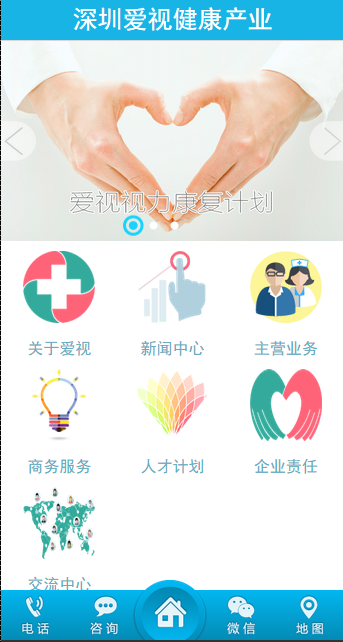 深圳爱视健康产业
爱视视力康复计划
关于爱视 新闻中心 主营业务
商务服务 人才计划 企业责任
交流中心
电话 咨询 微信 地图